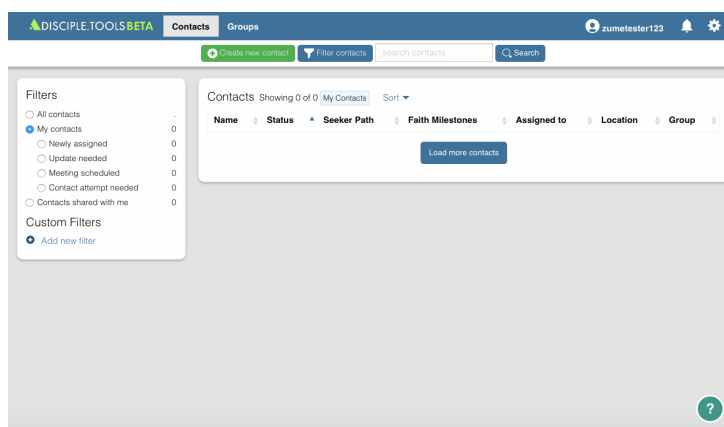 DISCIPLE.TOOLS BETA Contacts Groups zumetester123
Create new contact Filter contacts search contacts Search
Filters
All contacts .
My contacts 0
Newly assigned 0
Update needed 0
Meeting scheduled 0
Contact attempt needed 0
Contacts shared with me 0
Custom Filters
Add new filter
Contacts Showing 0 of 0 My Contacts Sort
Name Status Seeker Path Faith Milestones Assigned to Location Group
Load more contacts
?